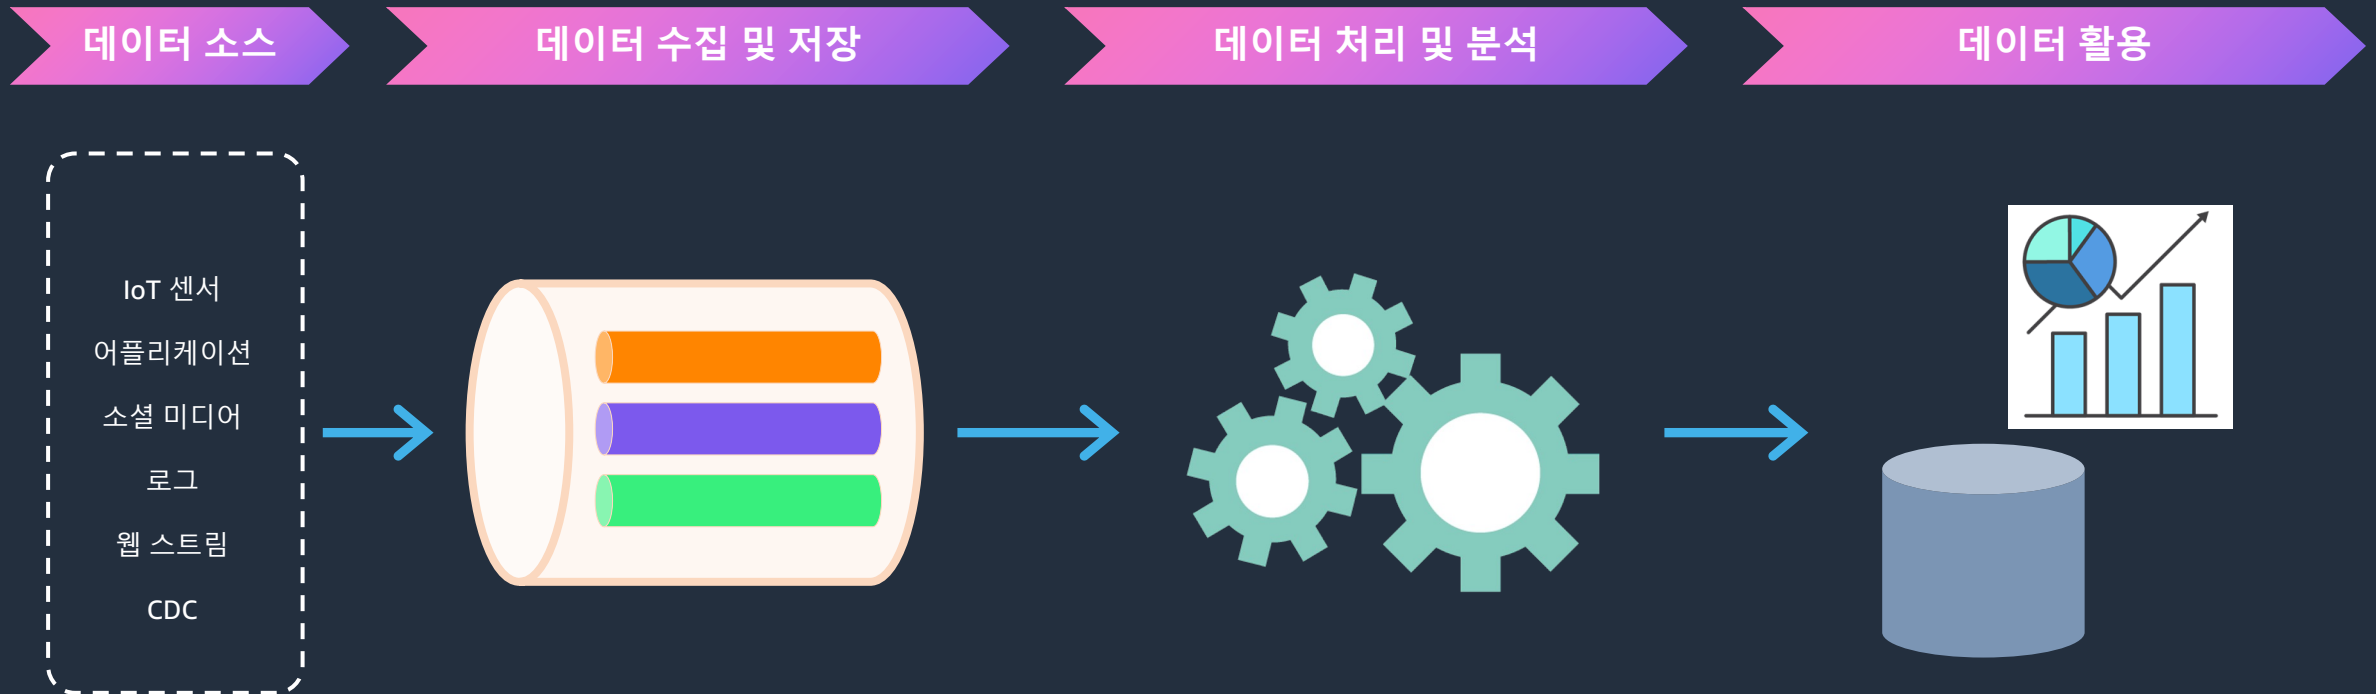 데이터 소스
데이터 수집 및 저장
데이터 처리 및 분석
데이터 활용
IoT 센서
어플리케이션
소셜 미디어
로그
웹 스트림
CDC